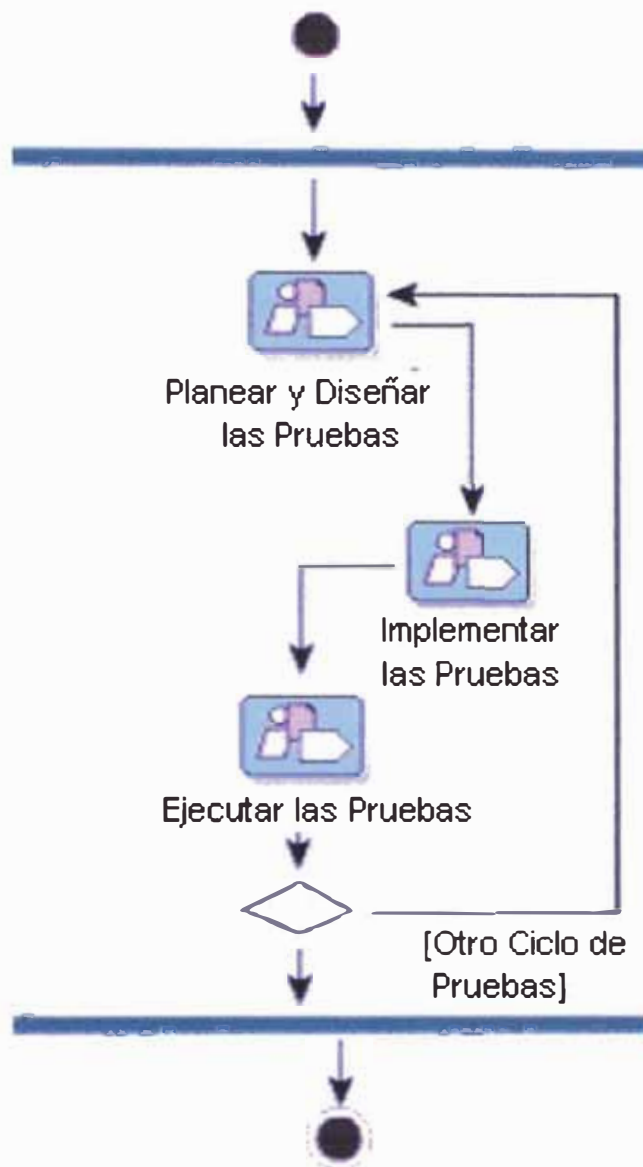 Planear y Diseñar
las Pruebas
Implementar
las Pruebas
Ejecutar las Pruebas
[Otro Ciclo de
Pruebas]